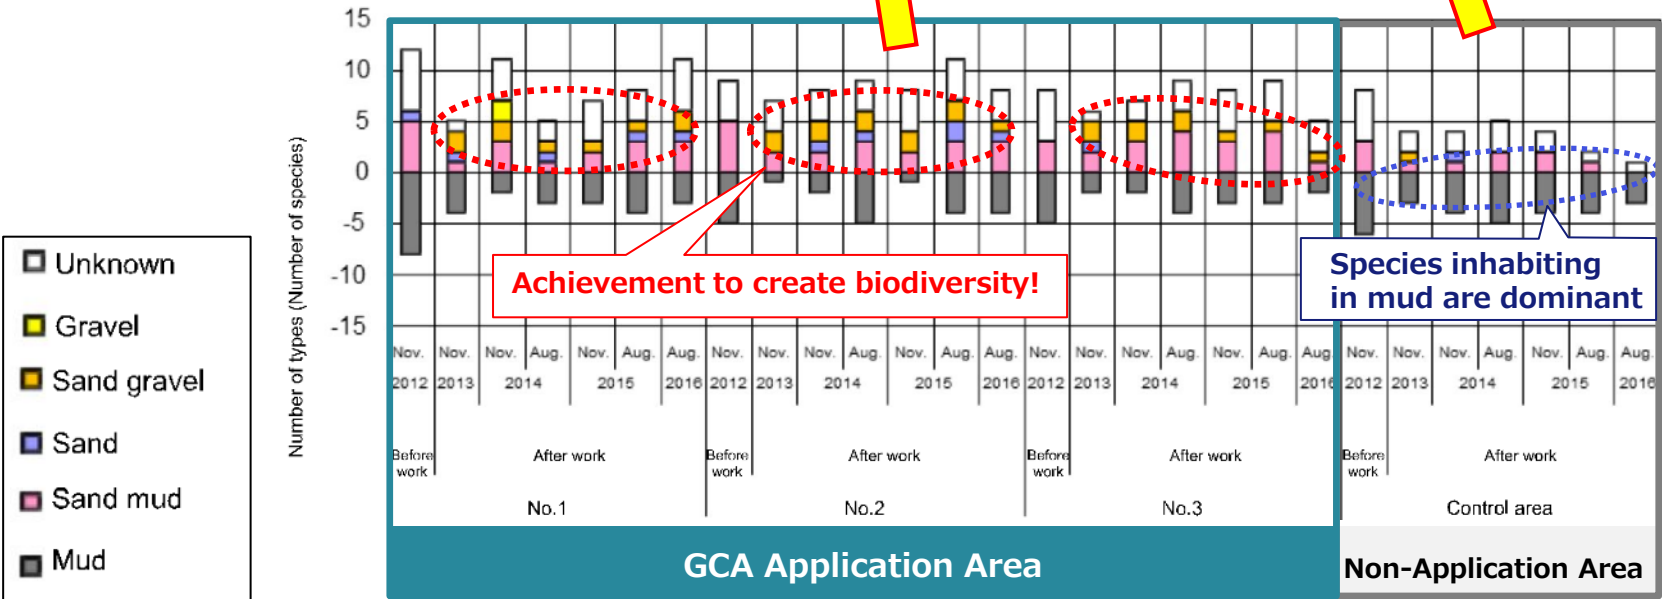 15
10
5
0
-5
-10
-15
Number of types (Number of species)
Unknown
Gravel
Sand gravel
Sand
Sand mud
Mud
Achievement to create biodiversity!
Species inhabiting
in mud are dominant
Nov. Nov. Nov. Aug. Nov. Aug. Aug. Nov. Nov. Nov. Aug. Nov. Aug. Aug. Nov. Nov. Nov. Aug. Nov. Aug. Aug. Nov. Nov. Nov. Aug. Nov. Aug. Aug.
2012 2013 2014 2015 2016 2012 2013 2014 2015 2016 2012 2013 2014 2015 2016 2012 2013 2014 2015 2016
Before work After work Before work After work Before work After work Before work After work
No.1 No.2 No.3 Control area
GCA Application Area
Non-Application Area